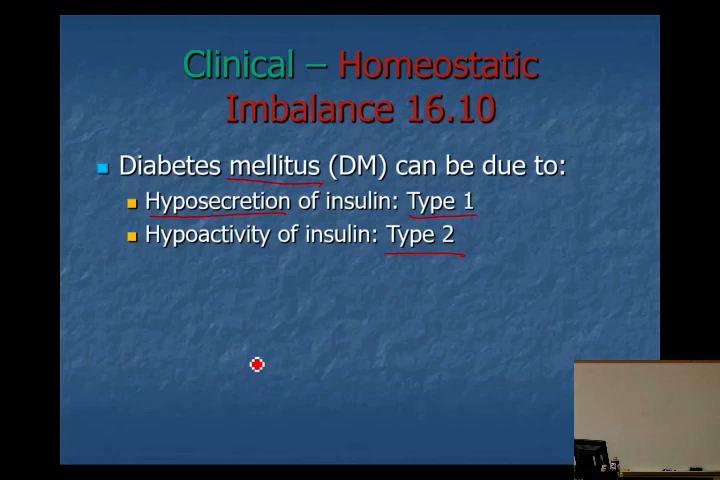 Clinical – Homeostatic
Imbalance 16.10
Diabetes mellitus (DM) can be due to:
Hyposecretion of insulin: Type 1
Hypoactivity of insulin: Type 2